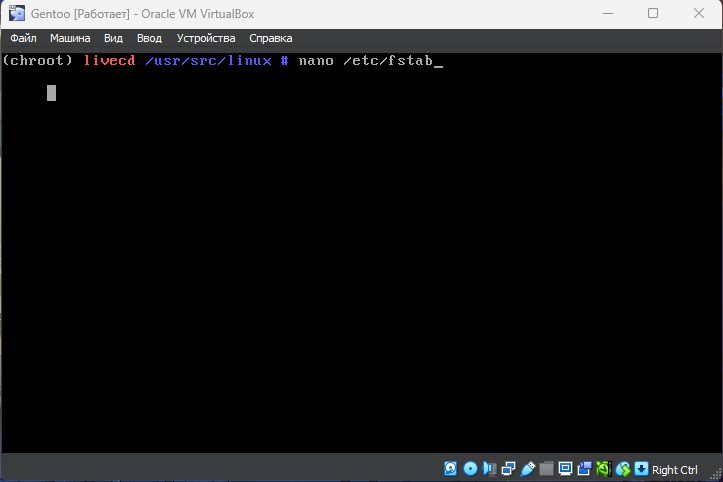 Gentoo [Работает] - Oracle VM VirtualBox
Файл Машина Вид Ввод Устройства Справка
(chroot) livecd /usr/src/linux # nano /etc/fstab_
Right Ctrl